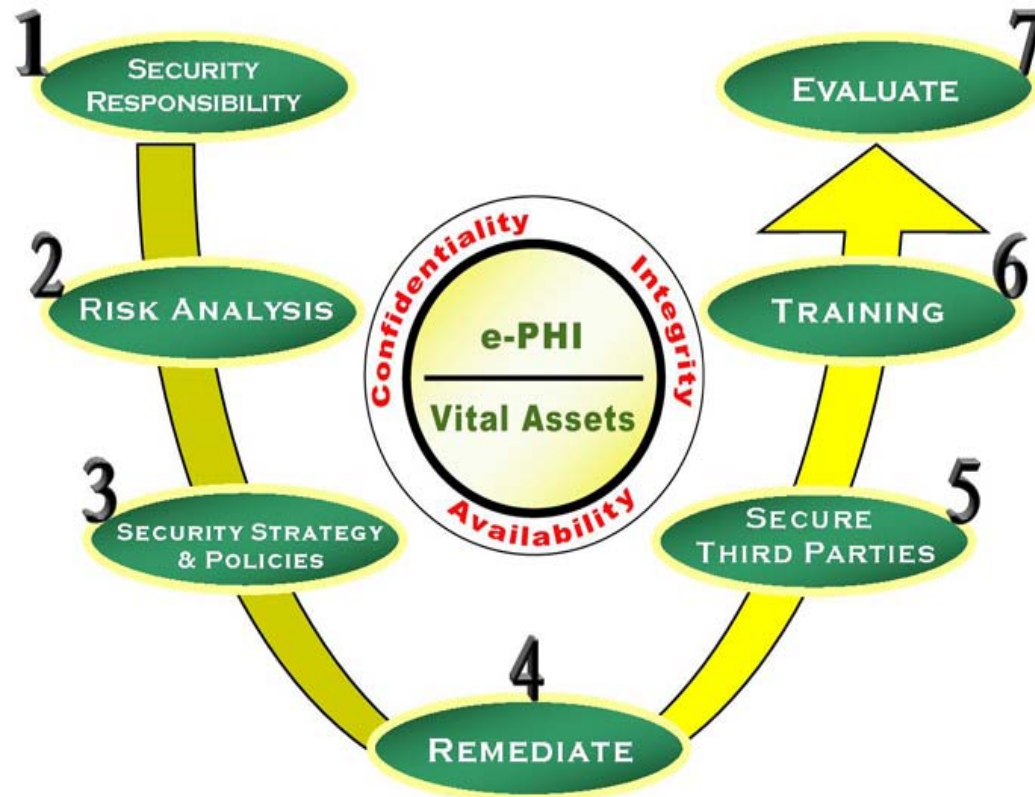 1
SECURITY
RESPONSIBILITY
2
RISK ANALYSIS
3
SECURITY STRATEGY
& POLICIES
4
REMEDIATE
5
SECURE
THIRD PARTIES
6
TRAINING
7
EVALUATE
Confidentiality
Integrity
Availability
e-PHI
Vital Assets